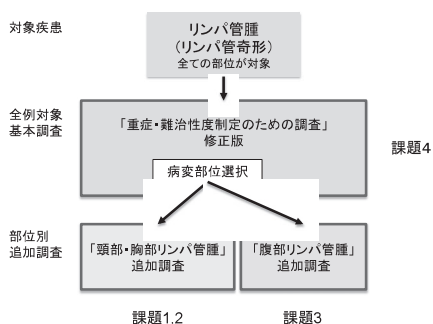 対象疾患
リンパ管腫
（リンパ管奇形）
全ての部位が対象
全例対象
基本調査
「重症・難治性度制定のための調査」
修正版
病変部位選択
課題4
部位別
追加調査
「頸部・胸部リンパ管腫」
追加調査
「腹部リンパ管腫」
追加調査
課題1.2
課題3